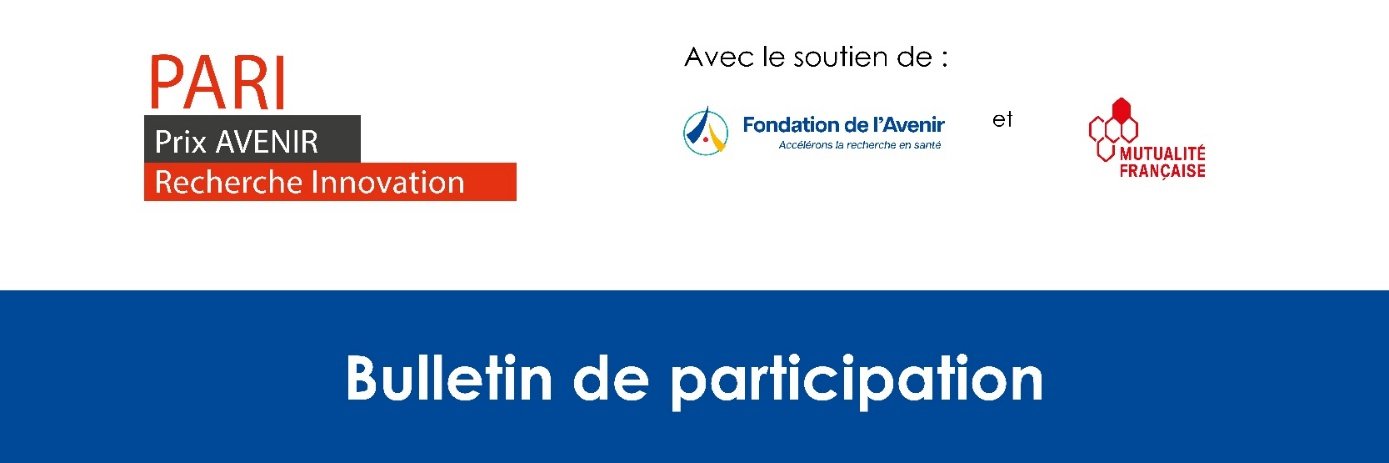 PARI
Prix AVENIR
Recherche Innovation
Avec le soutien de :
Fondation de l'Avenir
Accélérons la recherche en santé
et
MUTUALITÉ
FRANÇAISE
Bulletin de participation